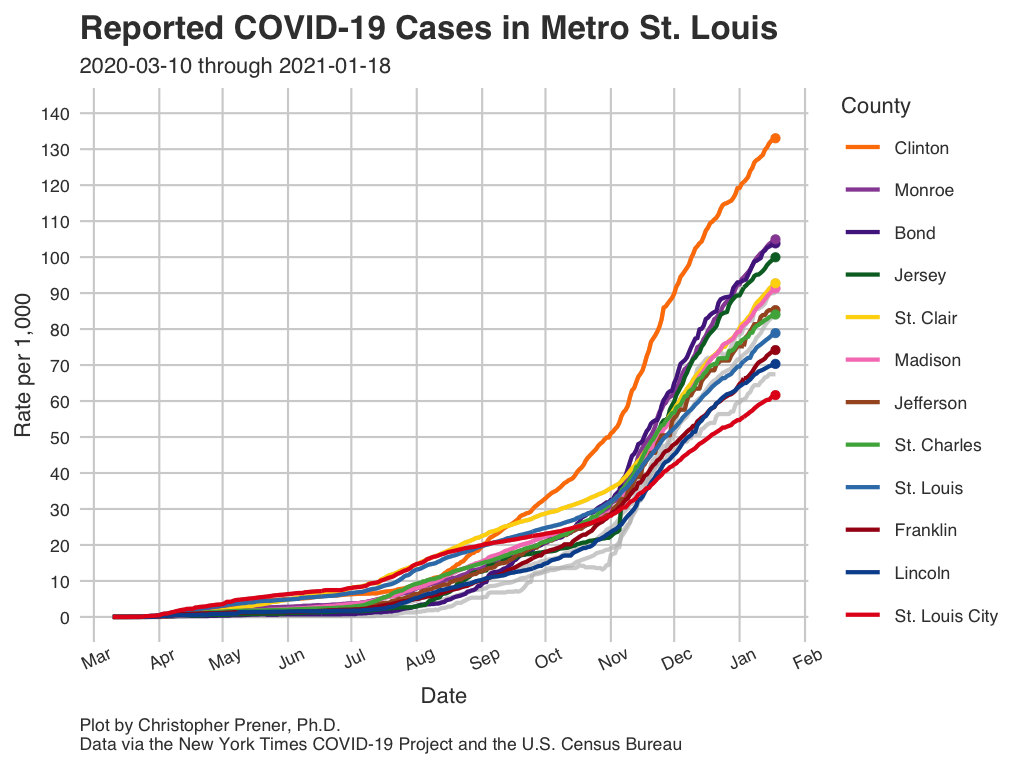 Reported COVID-19 Cases in Metro St. Louis
2020-03-10 through 2021-01-18
Rate per 1,000
140
130
120
110
100
90
80
70
60
50
40
30
20
10
0
Mar Apr May Jun Jul Aug Sep Oct Nov Dec Jan Feb
Date
County
Clinton
Monroe
Bond
Jersey
St. Clair
Madison
Jefferson
St. Charles
St. Louis
Franklin
Lincoln
St. Louis City
Plot by Christopher Prener, Ph.D.
Data via the New York Times COVID-19 Project and the U.S. Census Bureau